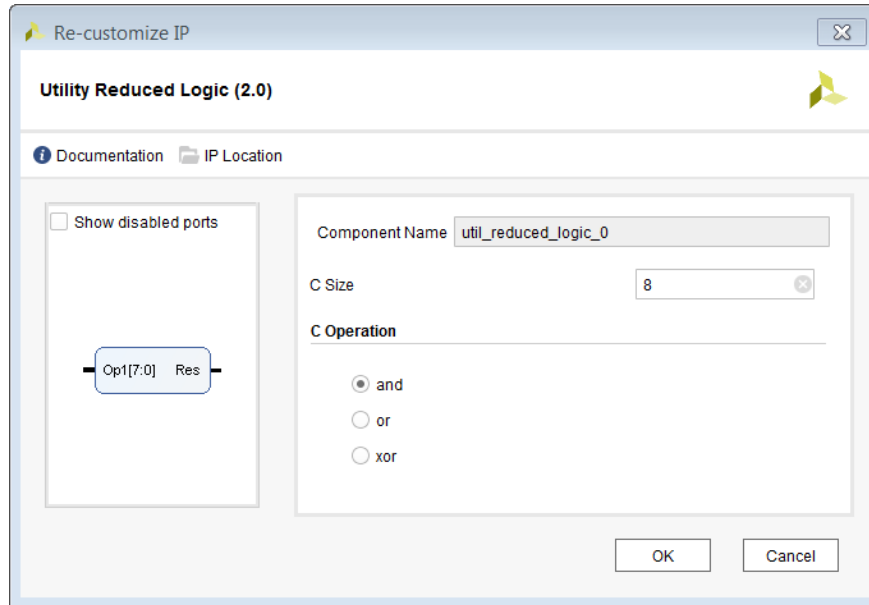 Re-customize IP
Utility Reduced Logic (2.0)
Documentation IP Location
Show disabled ports
Op1[7:0] Res
Component Name util_reduced_logic_0
C Size 8
C Operation
and
or
xor
OK Cancel